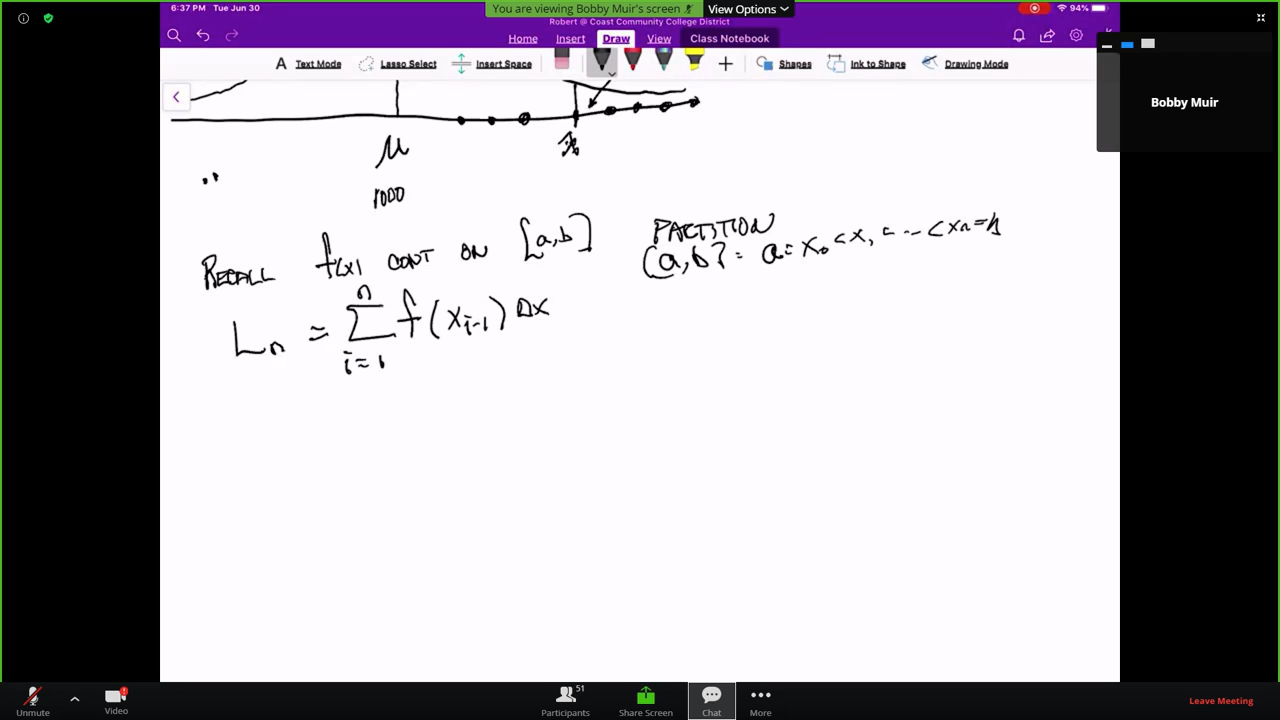 6:37 PM Tue Jun 30
You are viewing Bobby Muir's screen
View Options
94%
Robert @ Coast Community College District
Home Insert Draw View Class Notebook
Text Mode Lasso Select Insert Space Shapes Ink to Shape Drawing Mode
Bobby Muir
μ
1000
RECALL f(x) CONT ON [a,b]
PARTITION
[a,b] = a = x₀ < x₁ < ... < xₙ = b
Lₙ = Σ f(xᵢ₋₁) Δx
n
i=1
Unmute Video Participants 51 Share Screen Chat More Leave Meeting